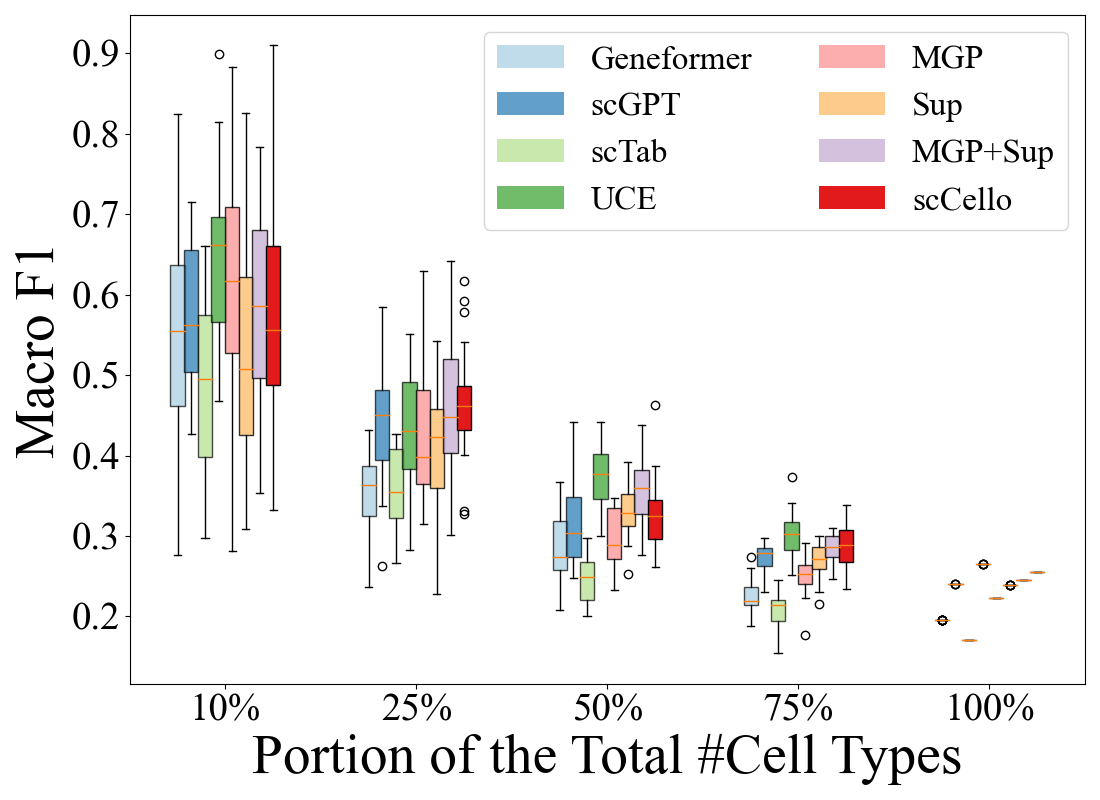 Macro F1
0.9
0.8
0.7
0.6
0.5
0.4
0.3
0.2
Geneformer
scGPT
scTab
UCE
MGP
Sup
MGP+Sup
scCello
10% 25% 50% 75% 100%
Portion of the Total #Cell Types